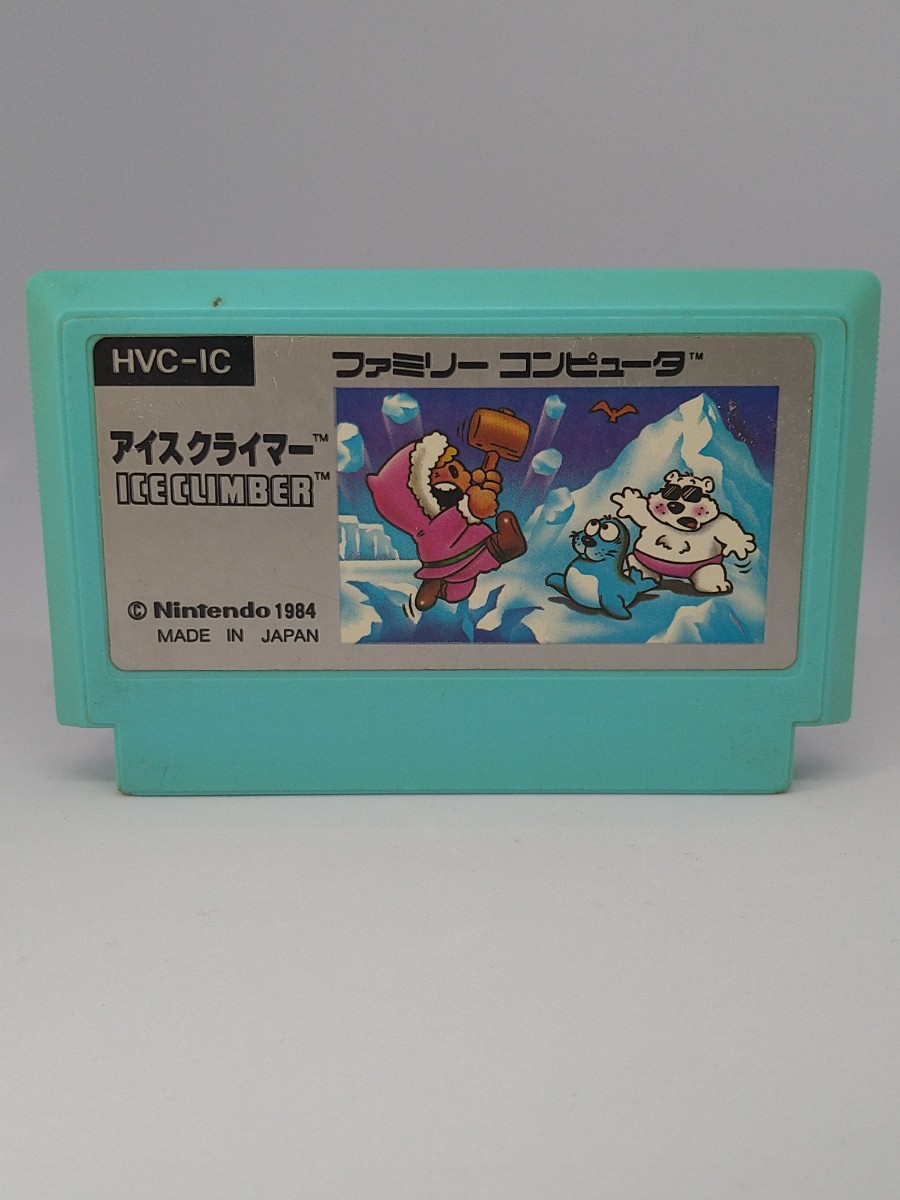 HVC-IC
ファミリー コンピュータ™
アイスクライマー™
ICE CLIMBER™
© Nintendo 1984
MADE IN JAPAN